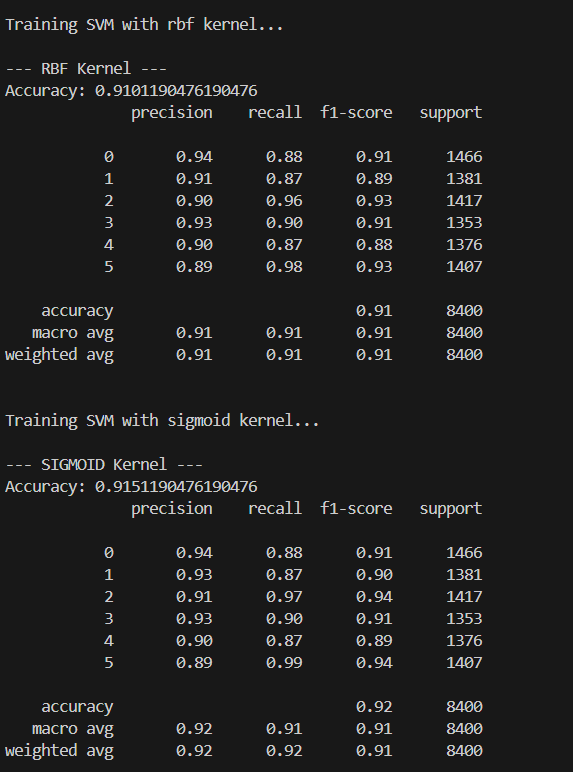 Training SVM with rbf kernel...
--- RBF Kernel ---
Accuracy: 0.9101190476190476
precision recall f1-score support
0 0.94 0.88 0.91 1466
1 0.91 0.87 0.89 1381
2 0.90 0.96 0.93 1417
3 0.93 0.90 0.91 1353
4 0.90 0.87 0.88 1376
5 0.89 0.98 0.93 1407
accuracy 0.91 8400
macro avg 0.91 0.91 0.91 8400
weighted avg 0.91 0.91 0.91 8400
Training SVM with sigmoid kernel...
--- SIGMOID Kernel ---
Accuracy: 0.9151190476190476
precision recall f1-score support
0 0.94 0.88 0.91 1466
1 0.93 0.87 0.90 1381
2 0.91 0.97 0.94 1417
3 0.93 0.90 0.91 1353
4 0.90 0.87 0.89 1376
5 0.89 0.99 0.94 1407
accuracy 0.92 8400
macro avg 0.92 0.91 0.91 8400
weighted avg 0.92 0.92 0.91 8400